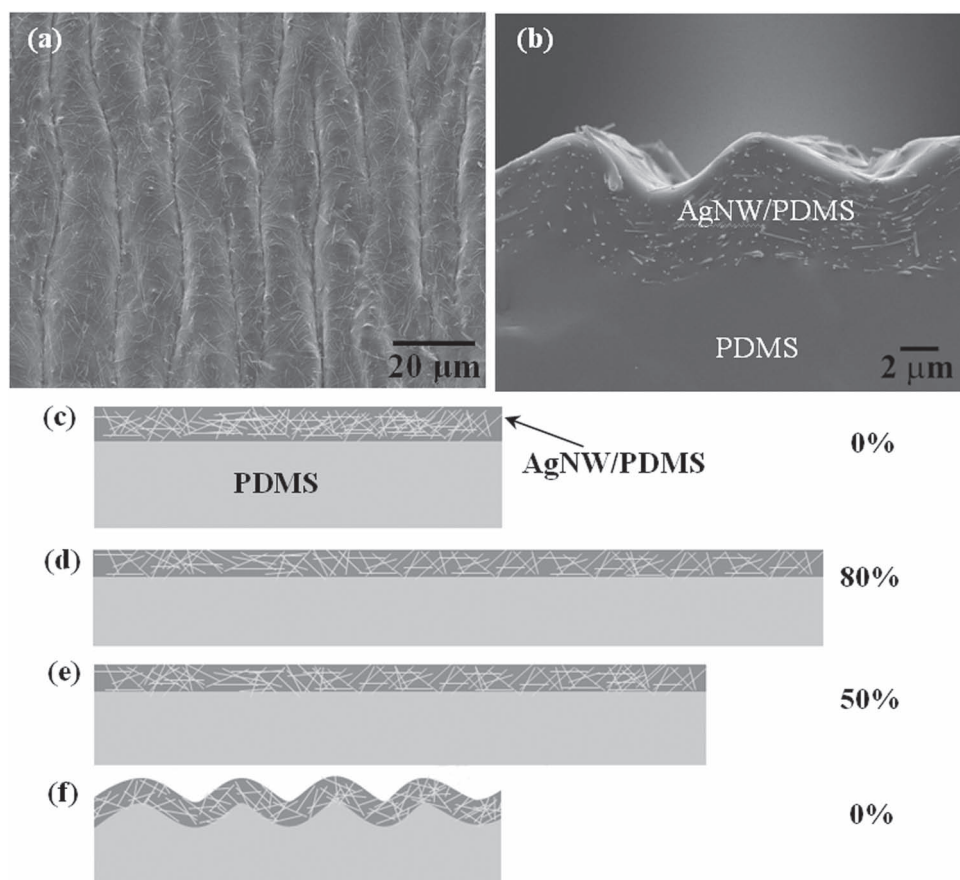 (a)
20 μm
(b)
AgNW/PDMS
PDMS
2 μm
(c)
PDMS
AgNW/PDMS
0%
(d)
80%
(e)
50%
(f)
0%